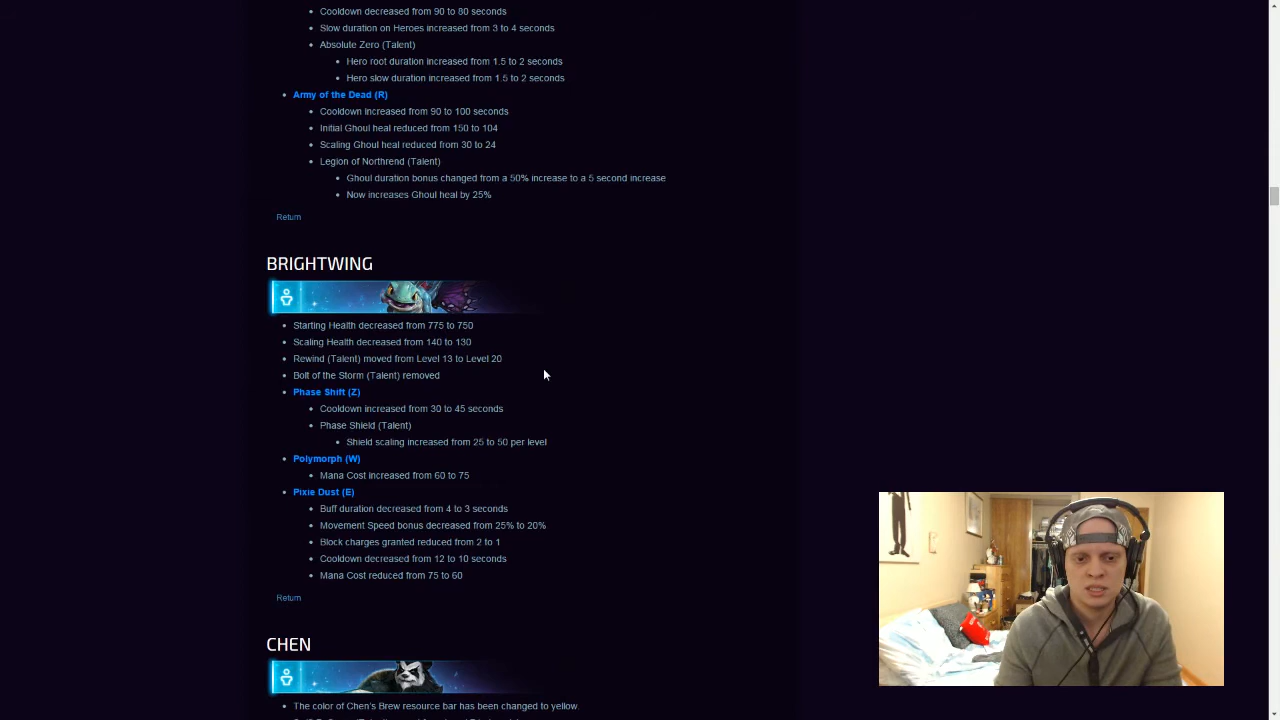 Cooldown decreased from 90 to 80 seconds
Slow duration on Heroes increased from 3 to 4 seconds
Absolute Zero (Talent)
Hero root duration increased from 1.5 to 2 seconds
Hero slow duration increased from 1.5 to 2 seconds
Army of the Dead (R)
Cooldown increased from 90 to 100 seconds
Initial Ghoul heal reduced from 150 to 104
Scaling Ghoul heal reduced from 30 to 24
Legion of Northrend (Talent)
Ghoul duration bonus changed from a 50% increase to a 5 second increase
Now increases Ghoul heal by 25%
Return
BRIGHTWING
Starting Health decreased from 775 to 750
Scaling Health decreased from 140 to 130
Rewind (Talent) moved from Level 13 to Level 20
Bolt of the Storm (Talent) removed
Phase Shift (Z)
Cooldown increased from 30 to 45 seconds
Phase Shield (Talent)
Shield scaling increased from 25 to 50 per level
Polymorph (W)
Mana Cost increased from 60 to 75
Pixie Dust (E)
Buff duration decreased from 4 to 3 seconds
Movement Speed bonus decreased from 25% to 20%
Block charges granted reduced from 2 to 1
Cooldown decreased from 12 to 10 seconds
Mana Cost reduced from 75 to 60
Return
CHEN
The color of Chen's Brew resource bar has been changed to yellow.